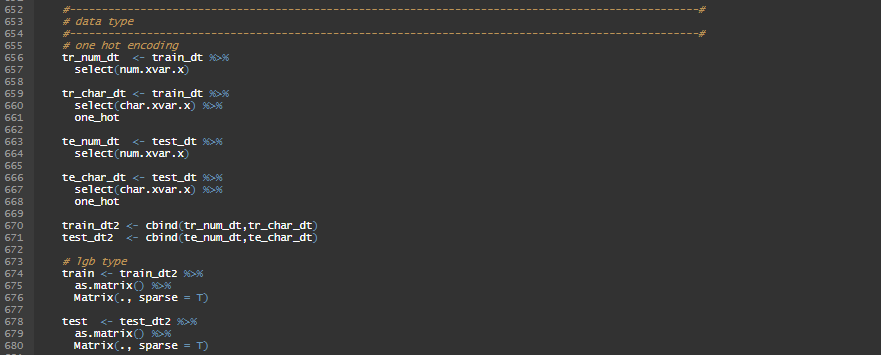 652 #---------------------------------------------------------------------------------------------------#
653 # data type
654 #---------------------------------------------------------------------------------------------------#
655 # one hot encoding
656 tr_num_dt  <- train_dt %>%
657   select(num.xvar.x)
658
659 tr_char_dt <- train_dt %>%
660   select(char.xvar.x) %>%
661   one_hot
662
663 te_num_dt  <- test_dt %>%
664   select(num.xvar.x)
665
666 te_char_dt <- test_dt %>%
667   select(char.xvar.x) %>%
668   one_hot
669
670 train_dt2 <- cbind(tr_num_dt,tr_char_dt)
671 test_dt2  <- cbind(te_num_dt,te_char_dt)
672
673 # lgb type
674 train <- train_dt2 %>%
675   as.matrix() %>%
676   Matrix(., sparse = T)
677
678 test  <- test_dt2 %>%
679   as.matrix() %>%
680   Matrix(., sparse = T)